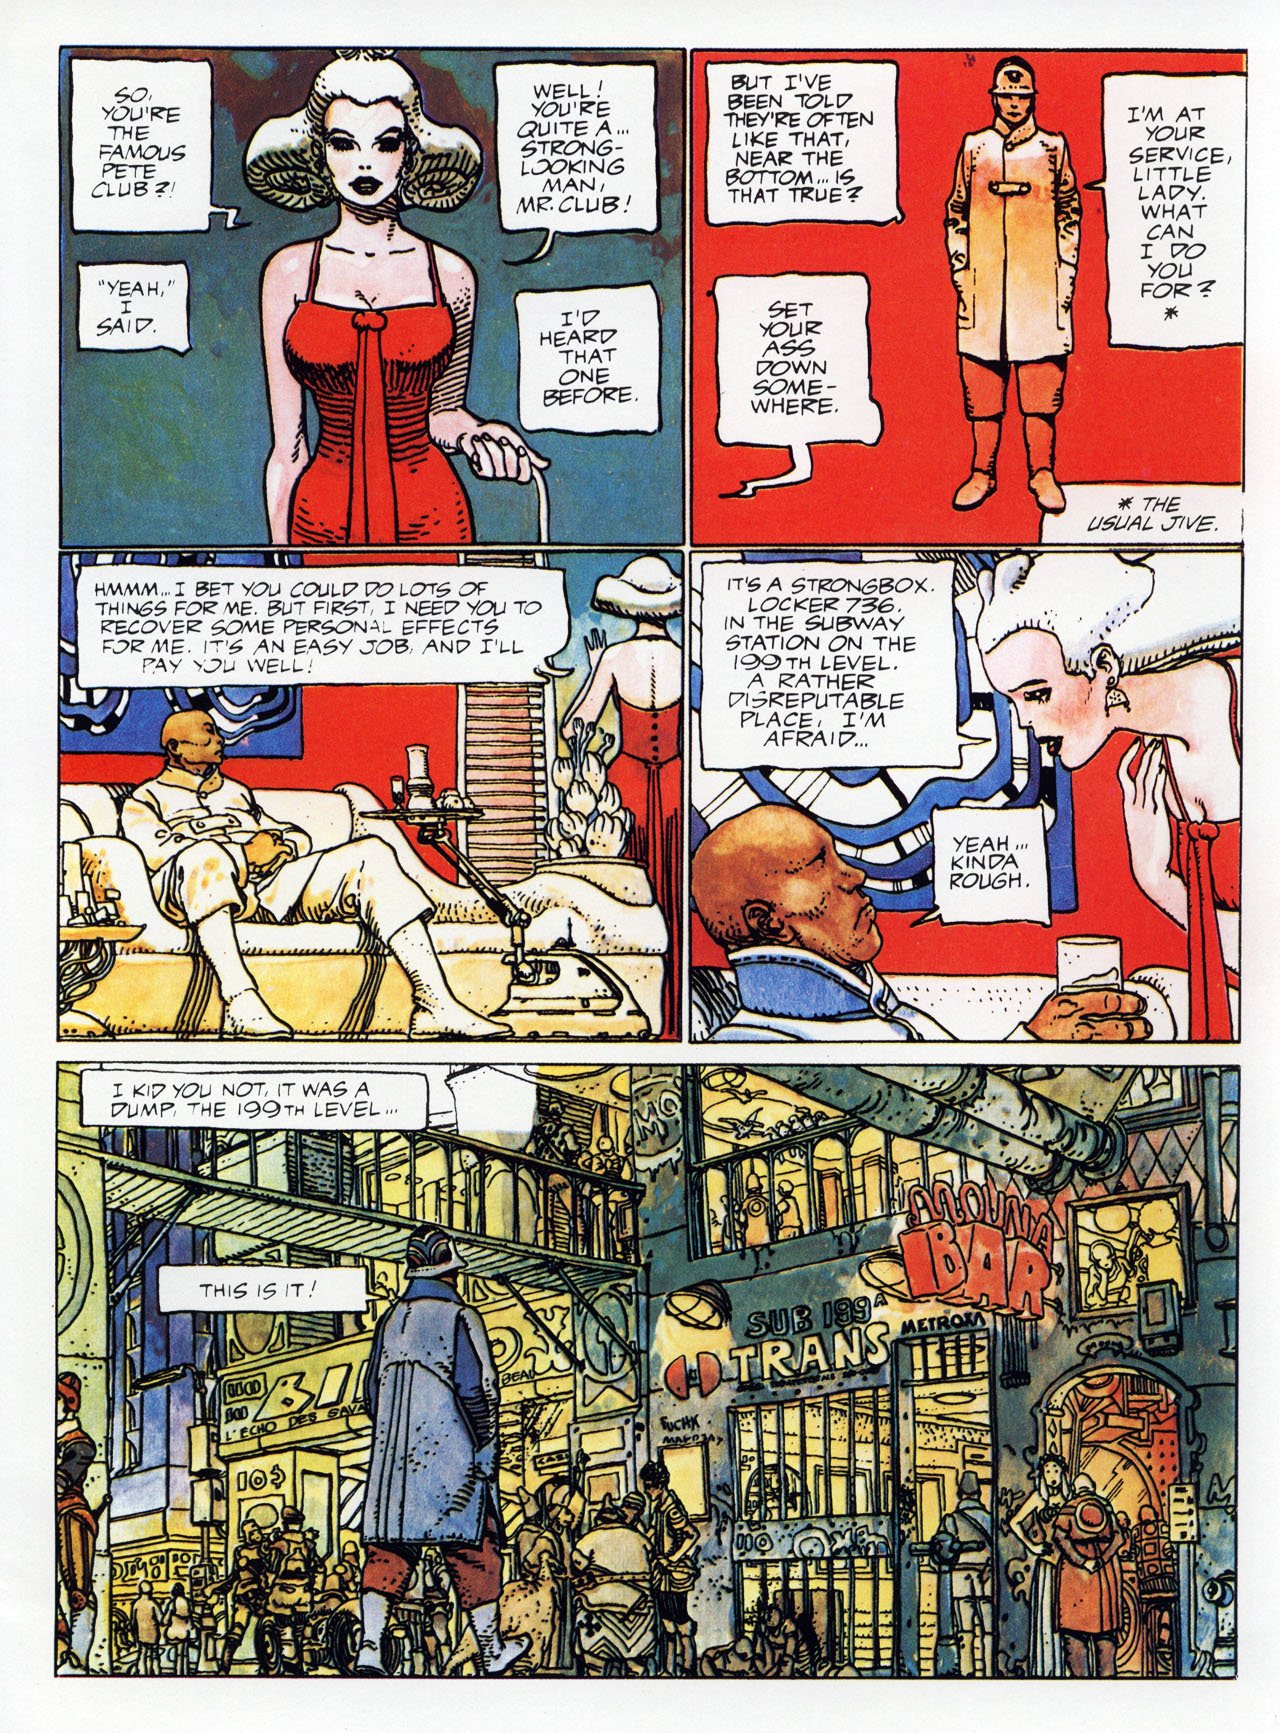 SO,
YOU'RE
THE
FAMOUS
PETE
CLUB?!
WELL!
YOU'RE
QUITE A...
STRONG-
LOOKING
MAN,
MR. CLUB!
"YEAH,"
I
SAID.
I'D
HEARD
THAT
ONE
BEFORE.
BUT I'VE
BEEN TOLD
THEY'RE OFTEN
LIKE THAT,
NEAR THE
BOTTOM... IS
THAT TRUE?
I'M AT
YOUR
SERVICE,
LITTLE
LADY.
WHAT
CAN
I DO
YOU
FOR?
*
SET
YOUR
ASS
DOWN
SOME-
WHERE.
* THE
USUAL JIVE.
HMMM... I BET YOU COULD DO LOTS OF
THINGS FOR ME. BUT FIRST, I NEED YOU TO
RECOVER SOME PERSONAL EFFECTS
FOR ME. IT'S AN EASY JOB, AND I'LL
PAY YOU WELL!
IT'S A STRONGBOX.
LOCKER 736.
IN THE SUBWAY
STATION ON THE
199TH LEVEL.
A RATHER
DISREPUTABLE
PLACE, I'M
AFRAID...
YEAH...
KINDA
ROUGH.
I KID YOU NOT, IT WAS A
DUMP, THE 199TH LEVEL...
THIS IS IT!
MOUNA
BAR
SUB 199 A
TRANS
METROXA
BEAU
L'ECHO DES SAVA
10¢
FUCHK